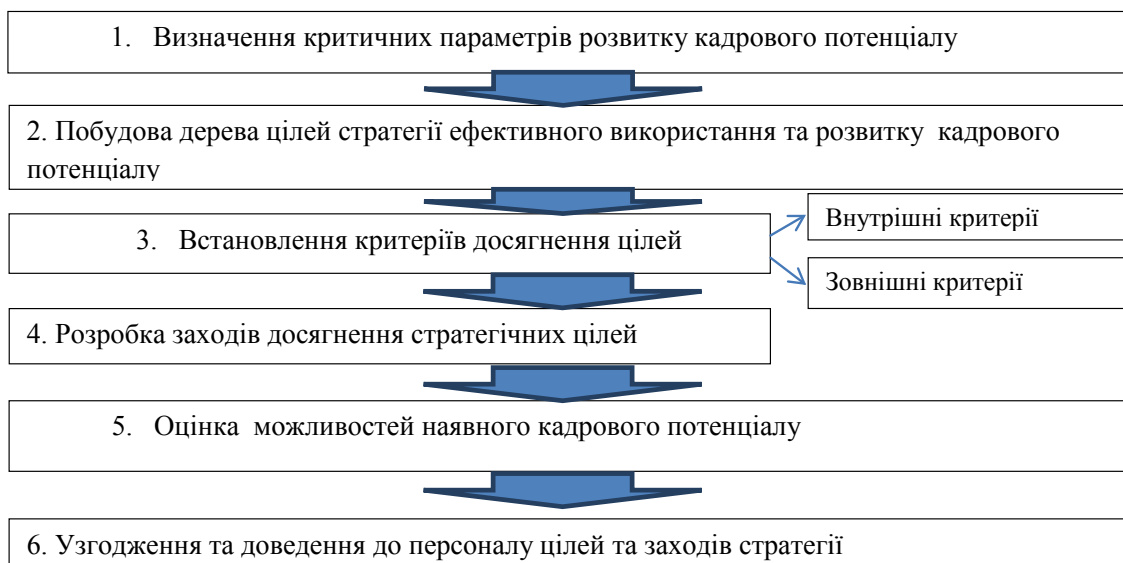 1. Визначення критичних параметрів розвитку кадрового потенціалу
2. Побудова дерева цілей стратегії ефективного використання та розвитку кадрового
потенціалу
3. Встановлення критеріїв досягнення цілей
Внутрішні критерії
Зовнішні критерії
4. Розробка заходів досягнення стратегічних цілей
5. Оцінка можливостей наявного кадрового потенціалу
6. Узгодження та доведення до персоналу цілей та заходів стратегії